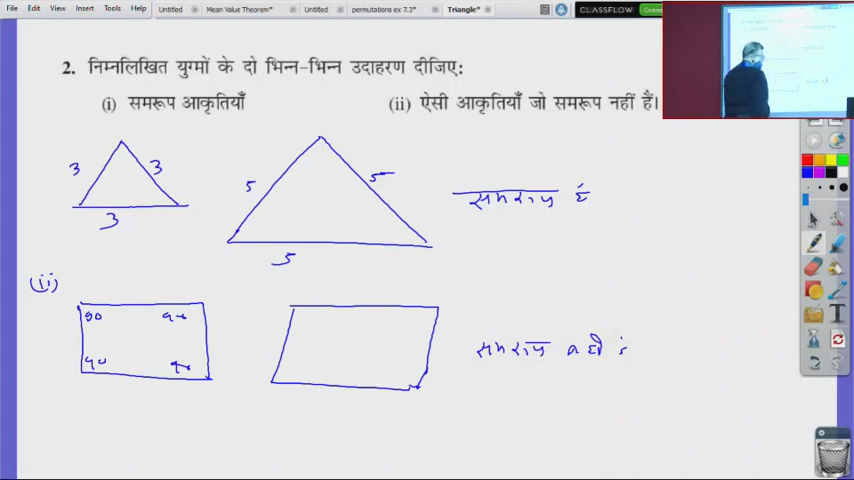 File Edit View Insert Tools Help Untitled Mean Value Theorem* Untitled permutations ex 7.3* Triangle* CLASSFLOW
2. निम्नलिखित युग्मों के दो भिन्न-भिन्न उदाहरण दीजिए:
(i) समरूप आकृतियाँ (ii) ऐसी आकृतियाँ जो समरूप नहीं हैं।
3 3 5 5 समरूप है
3 5
(ii)
90 90
90 90 समरूप नहीं
T